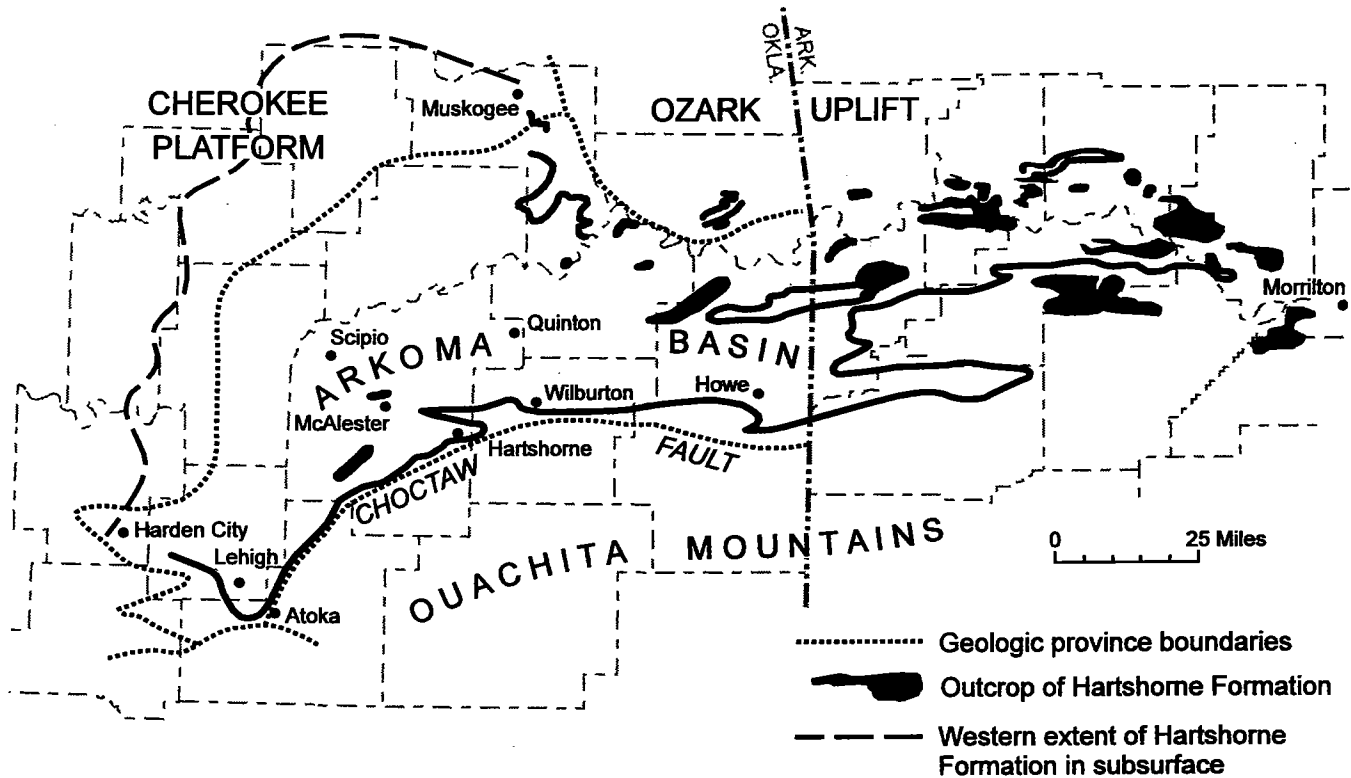 ARK.
OKLA.
CHEROKEE
PLATFORM
Muskogee
OZARK UPLIFT
Morrilton
Quinton
Scipio
ARKOMA BASIN
Howe
Wilburton
McAlester
Hartshorne
CHOCTAW FAULT
Harden City
Lehigh
Atoka
OUACHITA MOUNTAINS
0 25 Miles
Geologic province boundaries
Outcrop of Hartshorne Formation
Western extent of Hartshorne
Formation in subsurface